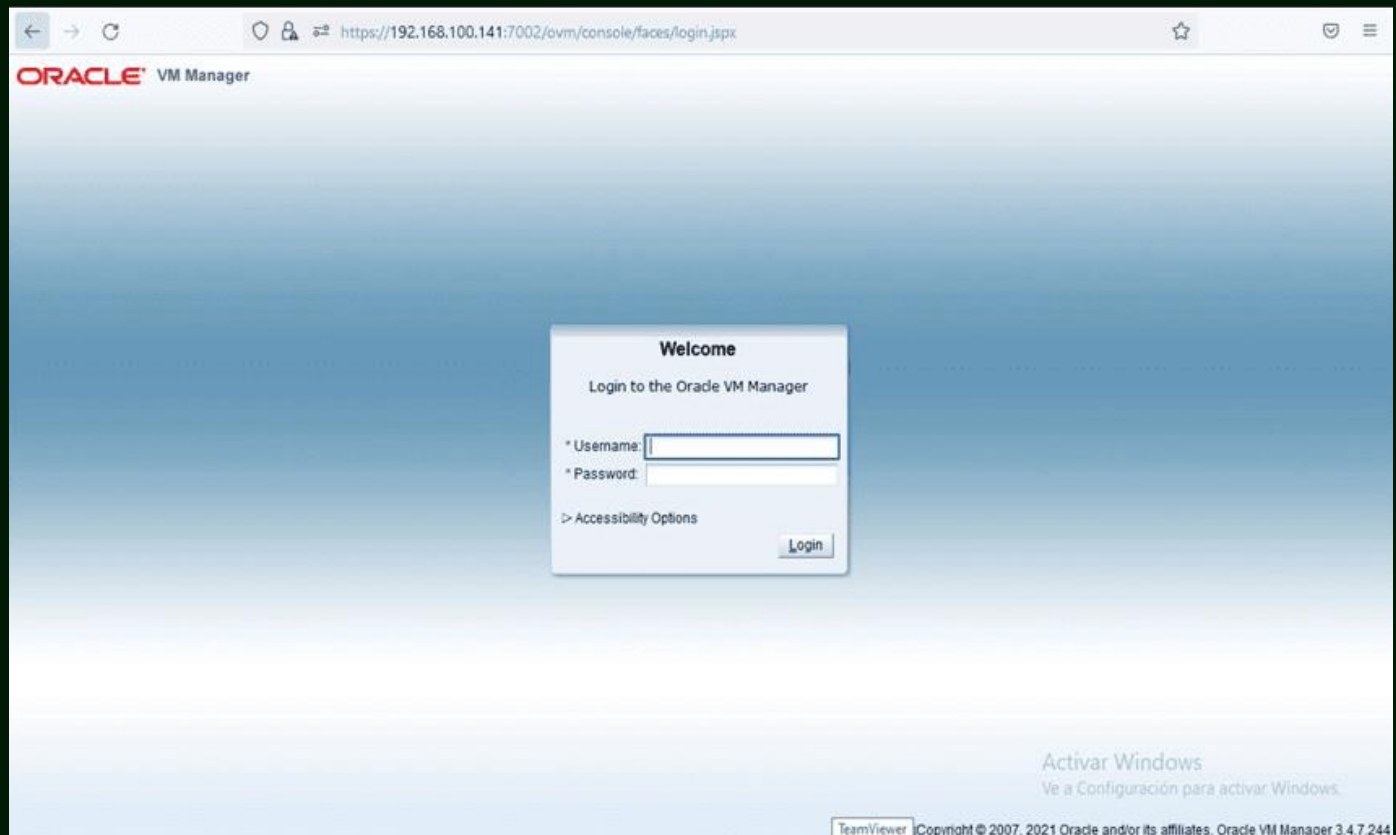 https://192.168.100.141:7002/ovm/console/faces/login.jspx
ORACLE® VM Manager
Welcome
Login to the Oracle VM Manager
* Username:
* Password:
Accessibility Options
Login
Activar Windows
Ve a Configuración para activar Windows.
TeamViewer Copyright © 2007, 2021 Oracle and/or its affiliates. Oracle VM Manager 3.4.7.244